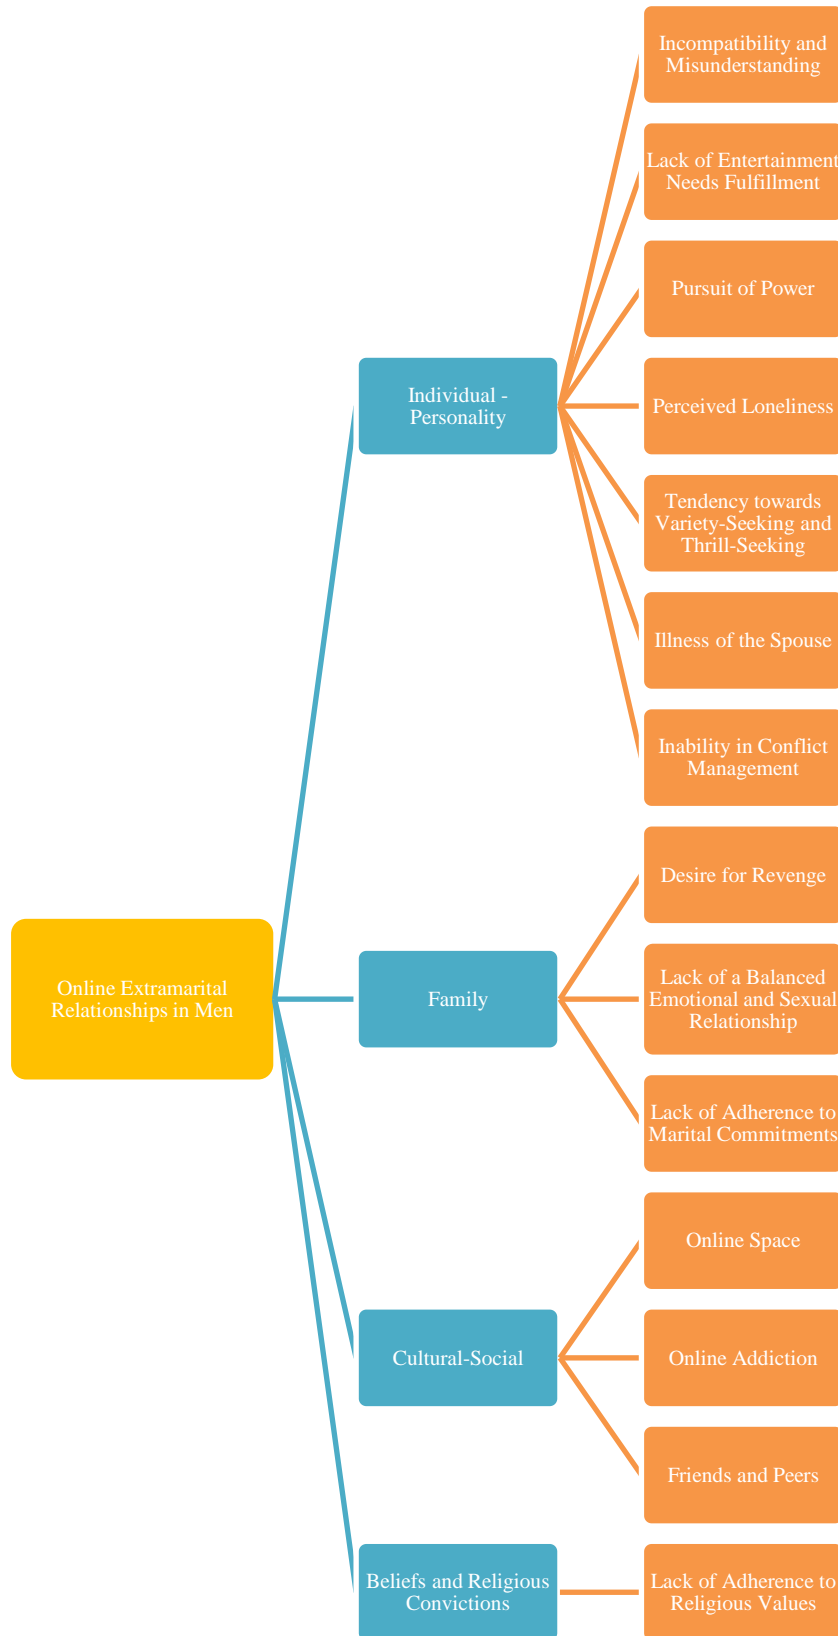 Online Extramarital
Relationships in Men
Individual -
Personality
Incompatibility and
Misunderstanding
Lack of Entertainment
Needs Fulfillment
Pursuit of Power
Perceived Loneliness
Tendency towards
Variety-Seeking and
Thrill-Seeking
Illness of the Spouse
Inability in Conflict
Management
Family
Desire for Revenge
Lack of a Balanced
Emotional and Sexual
Relationship
Lack of Adherence to
Marital Commitments
Cultural-Social
Online Space
Online Addiction
Friends and Peers
Beliefs and Religious
Convictions
Lack of Adherence to
Religious Values